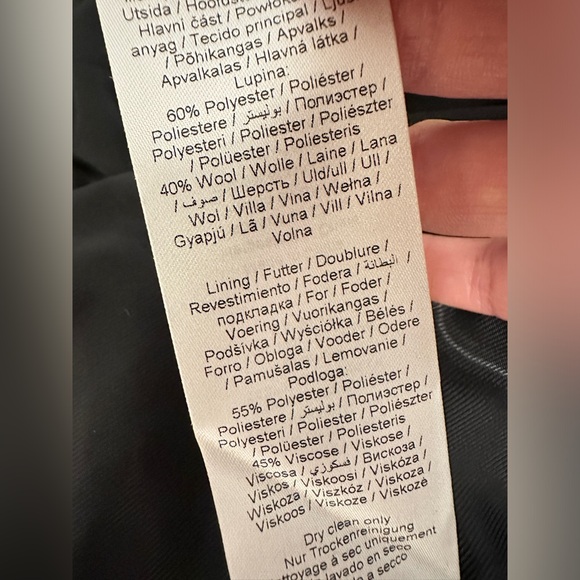 Utsida /
Hlavní část /
anyag / Tecido principal /
/ Põhikangas / Apvalks /
Apvalkalas / Hlavná látka /
Lupina:
60% Polyester / Poliéster /
Poliestere / بوليستر / Полиэстер /
Polyesteri / Poliester / Poliészter
/ Polüester / Poliesteris
40% Wool / Wolle / Laine / Lana
/ صوف / Шерсть / Uld/ull / Ull /
Wol / Villa / Vina / Wełna /
Gyapjú / Lã / Vuna / Vill / Vilna /
Volna
Lining / Futter / Doublure /
Revestimiento / Fodera / البطانة /
подкладка / For / Foder /
Voering / Vuorikangas /
Podšívka / Wyściółka / Bélés /
Forro / Obloga / Vooder / Odere
/ Pamušalas / Lemovanie /
Podloga:
55% Polyester / Poliéster /
Poliestere / بوليستر / Полиэстер /
Polyesteri / Poliester / Poliészter
/ Polüester / Poliesteris
45% Viscose / Viskose /
Viscosa / فسكوزي / Вискоза /
Viskos / Viskoosi / Viskóza /
Wiskoza / Viszkóz / Viskoza /
Viskoos / Viskoze / Viskozė
Dry clean only
Nur Trockenreinigung
à sec uniquement
lavado en seco
a secco